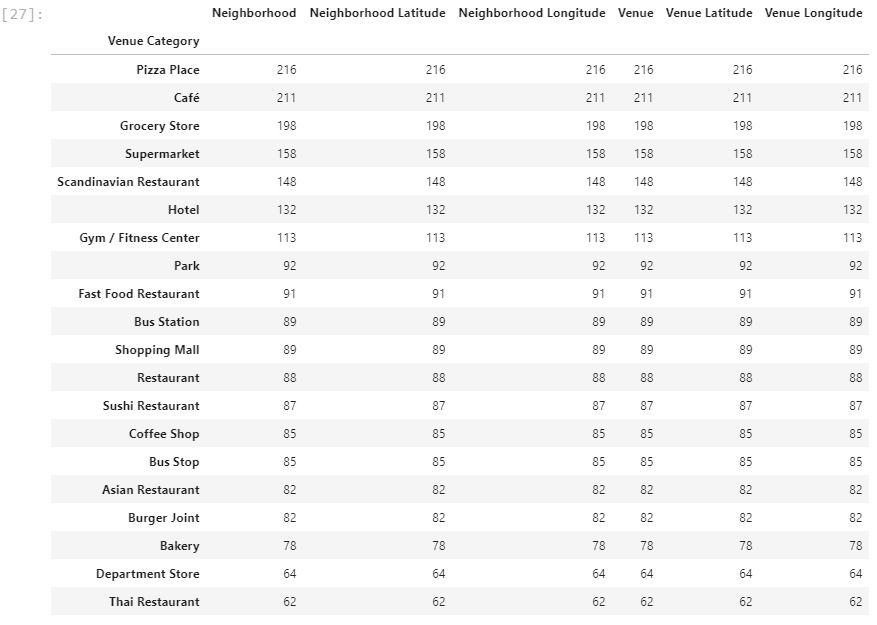 [27]:
Neighborhood Neighborhood Latitude Neighborhood Longitude Venue Venue Latitude Venue Longitude
Venue Category
Pizza Place 216 216 216 216 216 216
Café 211 211 211 211 211 211
Grocery Store 198 198 198 198 198 198
Supermarket 158 158 158 158 158 158
Scandinavian Restaurant 148 148 148 148 148 148
Hotel 132 132 132 132 132 132
Gym / Fitness Center 113 113 113 113 113 113
Park 92 92 92 92 92 92
Fast Food Restaurant 91 91 91 91 91 91
Bus Station 89 89 89 89 89 89
Shopping Mall 89 89 89 89 89 89
Restaurant 88 88 88 88 88 88
Sushi Restaurant 87 87 87 87 87 87
Coffee Shop 85 85 85 85 85 85
Bus Stop 85 85 85 85 85 85
Asian Restaurant 82 82 82 82 82 82
Burger Joint 82 82 82 82 82 82
Bakery 78 78 78 78 78 78
Department Store 64 64 64 64 64 64
Thai Restaurant 62 62 62 62 62 62